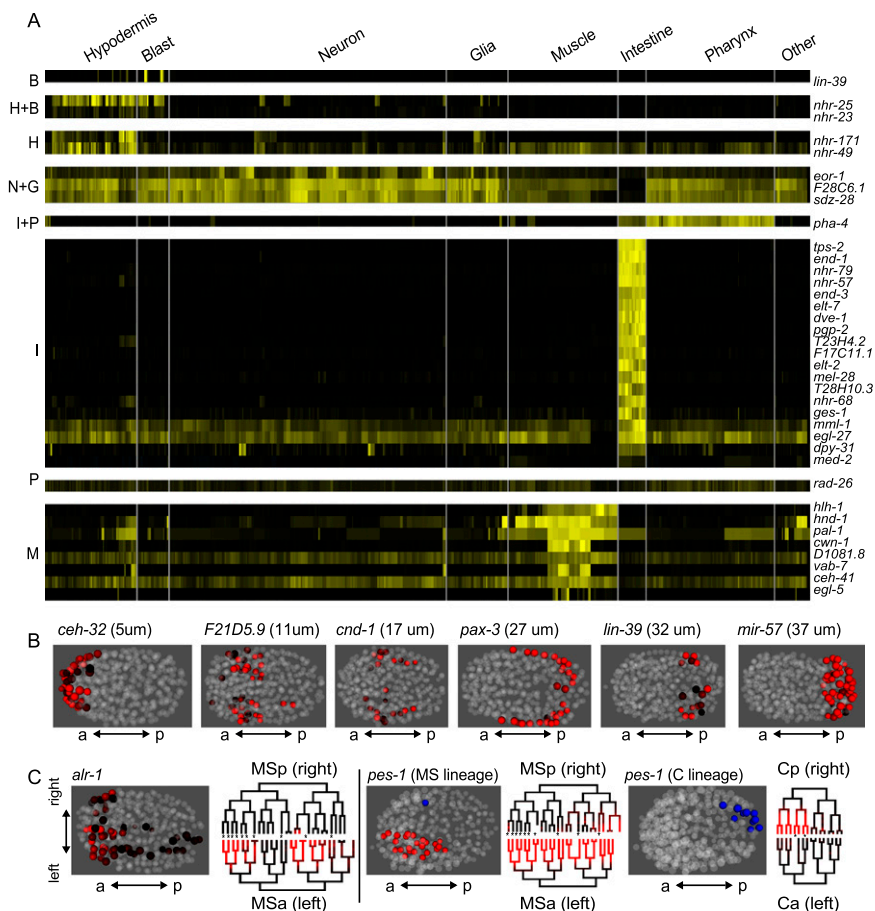 A
Hypodermis
Blast
Neuron
Glia
Muscle
Intestine
Pharynx
Other
B
lin-39
H+B
nhr-25
nhr-23
H
nhr-171
nhr-49
N+G
eor-1
F28C6.1
sdz-28
I+P
pha-4
I
tps-2
end-1
nhr-79
nhr-57
end-3
elt-7
dve-1
pgp-2
T23H4.2
F17C11.1
elt-2
mel-28
T28H10.3
nhr-68
ges-1
mml-1
egl-27
dpy-31
med-2
P
rad-26
M
hlh-1
hnd-1
pal-1
cwn-1
D1081.8
vab-7
ceh-41
egl-5
B
ceh-32 (5um)
F21D5.9 (11um)
cnd-1 (17 um)
pax-3 (27 um)
lin-39 (32 um)
mir-57 (37 um)
a p
a p
a p
a p
a p
a p
C
alr-1
MSp (right)
pes-1 (MS lineage)
MSp (right)
pes-1 (C lineage)
Cp (right)
right
left
a p
MSa (left)
a p
MSa (left)
a p
Ca (left)